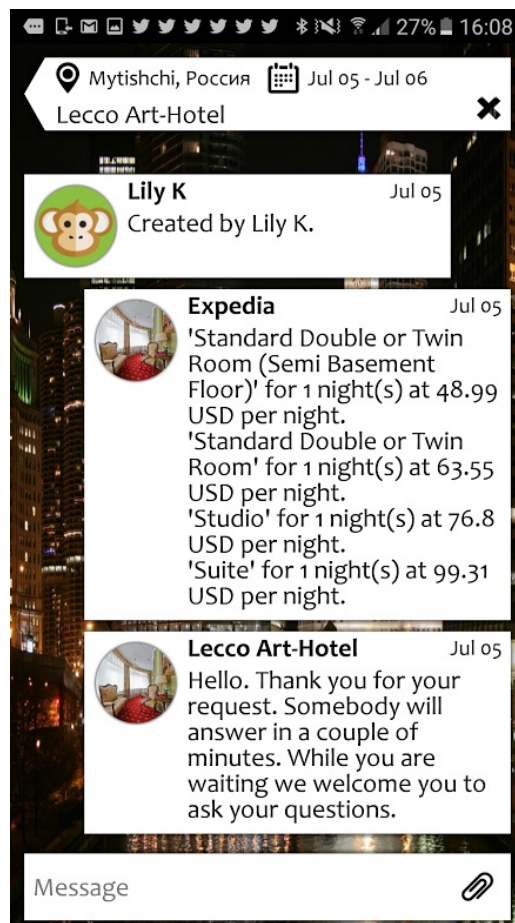 27% 16:08
Mytishchi, Россия Jul 05 - Jul 06
Lecco Art-Hotel
Lily K Jul 05
Created by Lily K.
Expedia Jul 05
'Standard Double or Twin
Room (Semi Basement
Floor)' for 1 night(s) at 48.99
USD per night.
'Standard Double or Twin
Room' for 1 night(s) at 63.55
USD per night.
'Studio' for 1 night(s) at 76.8
USD per night.
'Suite' for 1 night(s) at 99.31
USD per night.
Lecco Art-Hotel Jul 05
Hello. Thank you for your
request. Somebody will
answer in a couple of
minutes. While you are
waiting we welcome you to
ask your questions.
Message